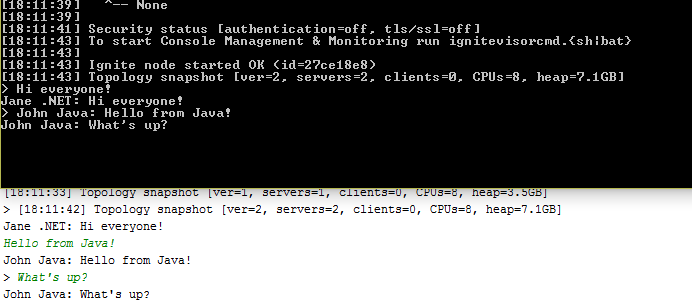 [18:11:39]   ^-- None
[18:11:39]
[18:11:41] Security status [authentication=off, tls/ssl=off]
[18:11:43] To start Console Management & Monitoring run ignitevisorcmd.{sh|bat}
[18:11:43]
[18:11:43] Ignite node started OK (id=27ce18e8)
[18:11:43] Topology snapshot [ver=2, servers=2, clients=0, CPUs=8, heap=7.1GB]
> Hi everyone!
Jane .NET: Hi everyone!
> John Java: Hello from Java!
John Java: What's up?
[18:11:33] Topology snapshot [ver=1, servers=1, clients=0, CPUs=8, heap=3.5GB]
> [18:11:42] Topology snapshot [ver=2, servers=2, clients=0, CPUs=8, heap=7.1GB]
Jane .NET: Hi everyone!
Hello from Java!
John Java: Hello from Java!
> What's up?
John Java: What's up?